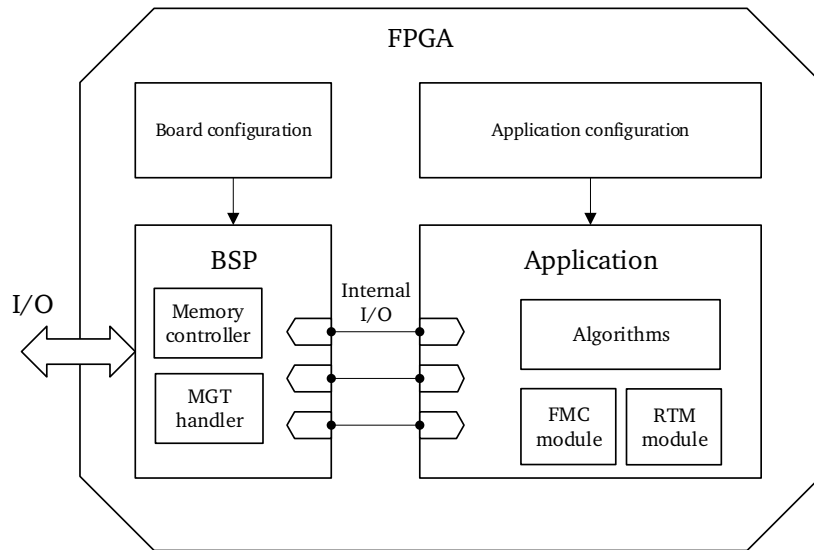 FPGA
Board configuration
Application configuration
BSP
Application
I/O
Internal
I/O
Memory
controller
Algorithms
MGT
handler
FMC
module
RTM
module